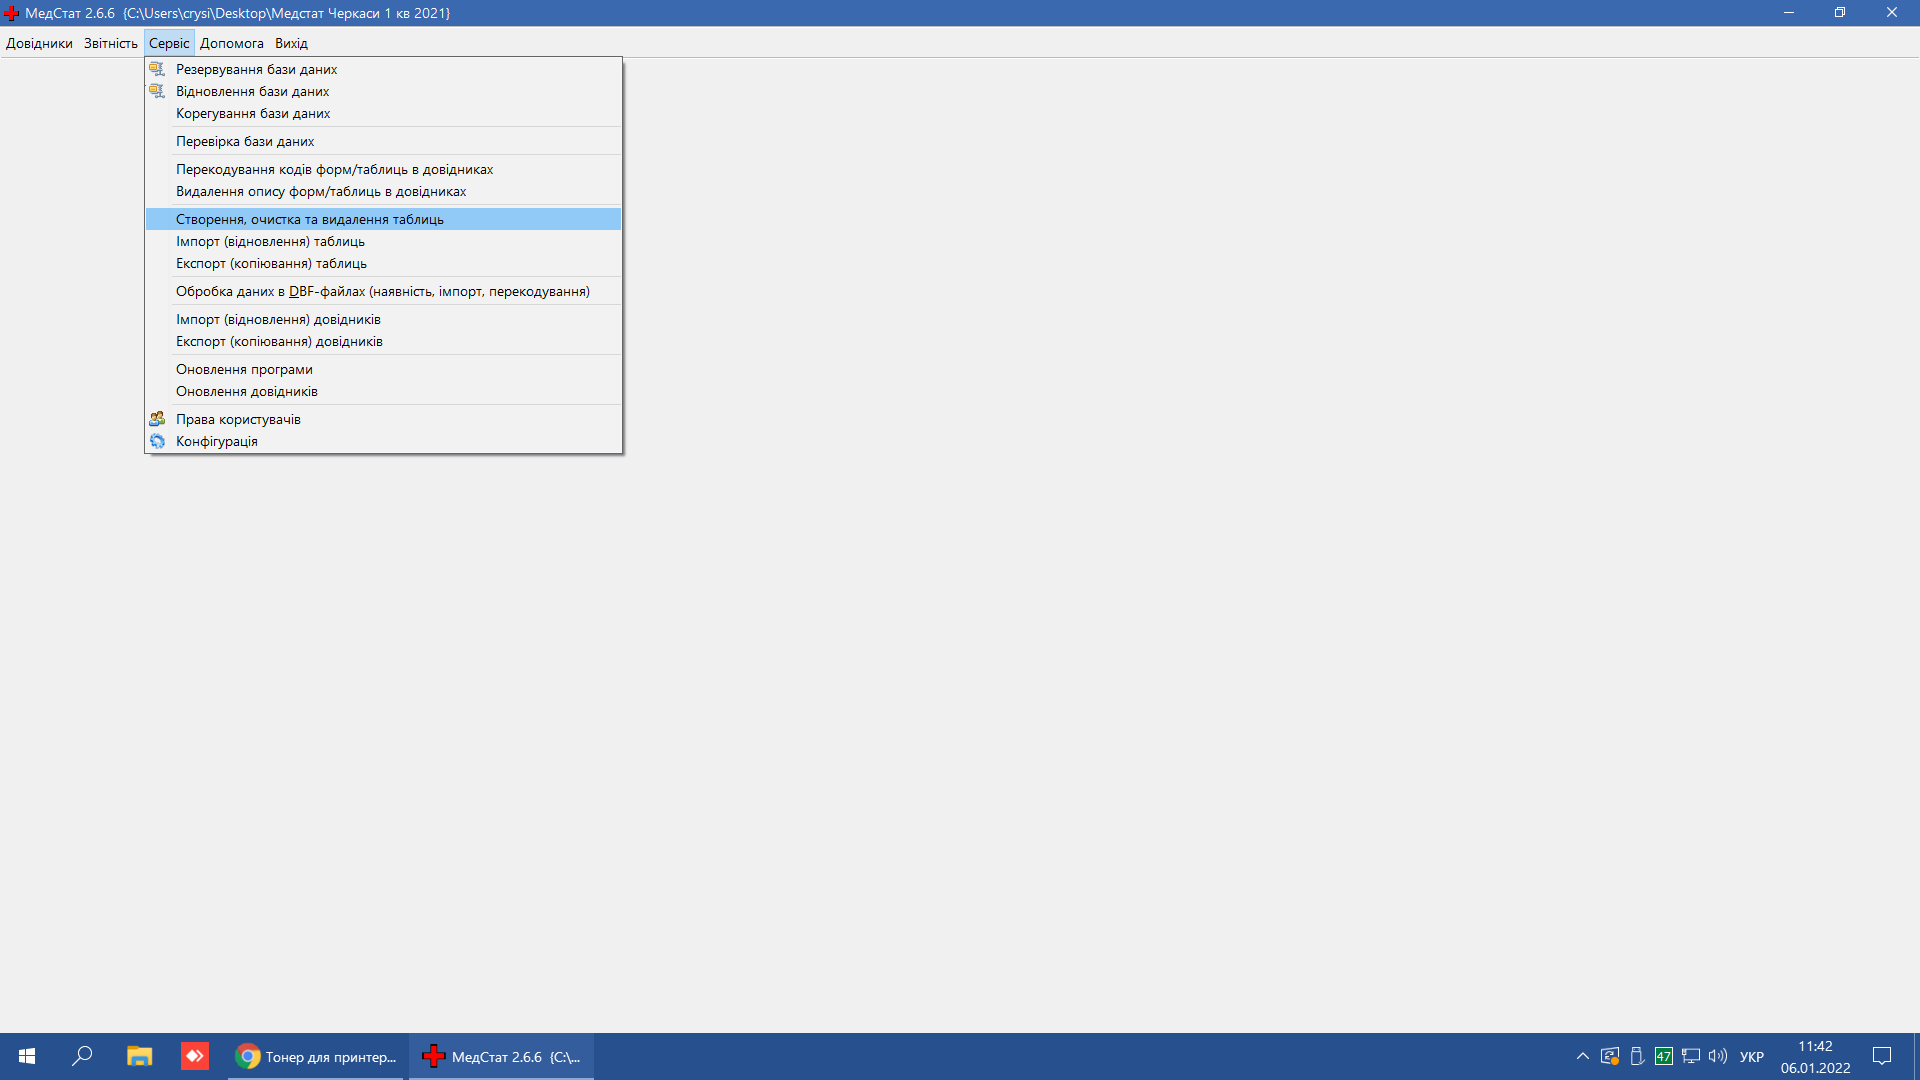 МедСтат 2.6.6 {C:\Users\crysi\Desktop\Медстат Черкаси 1 кв 2021}
Довідники Звітність Сервіс Допомога Вихід
Резервування бази даних
Відновлення бази даних
Корегування бази даних
Перевірка бази даних
Перекодування кодів форм/таблиць в довідниках
Видалення опису форм/таблиць в довідниках
Створення, очистка та видалення таблиць
Імпорт (відновлення) таблиць
Експорт (копіювання) таблиць
Обробка даних в DBF-файлах (наявність, імпорт, перекодування)
Імпорт (відновлення) довідників
Експорт (копіювання) довідників
Оновлення програми
Оновлення довідників
Права користувачів
Конфігурація
Тонер для принтер... МедСтат 2.6.6 {C:\... 47 УКР 11:42
06.01.2022